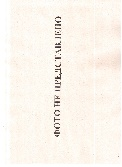 ФОТО НЕ ПРЕДСТАВЛЕНО